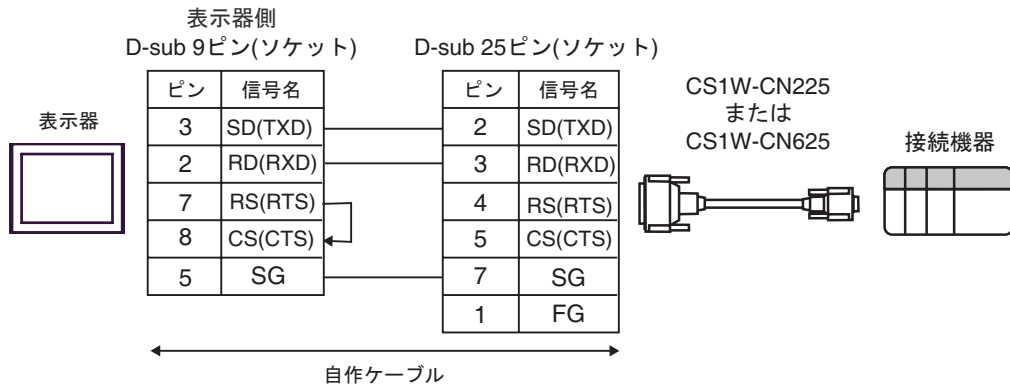 表示器側
D-sub 9ピン(ソケット)
D-sub 25ピン(ソケット)
表示器
ピン 信号名
3 SD(TXD)
2 RD(RXD)
7 RS(RTS)
8 CS(CTS)
5 SG
ピン 信号名
2 SD(TXD)
3 RD(RXD)
4 RS(RTS)
5 CS(CTS)
7 SG
1 FG
CS1W-CN225
または
CS1W-CN625
接続機器
自作ケーブル